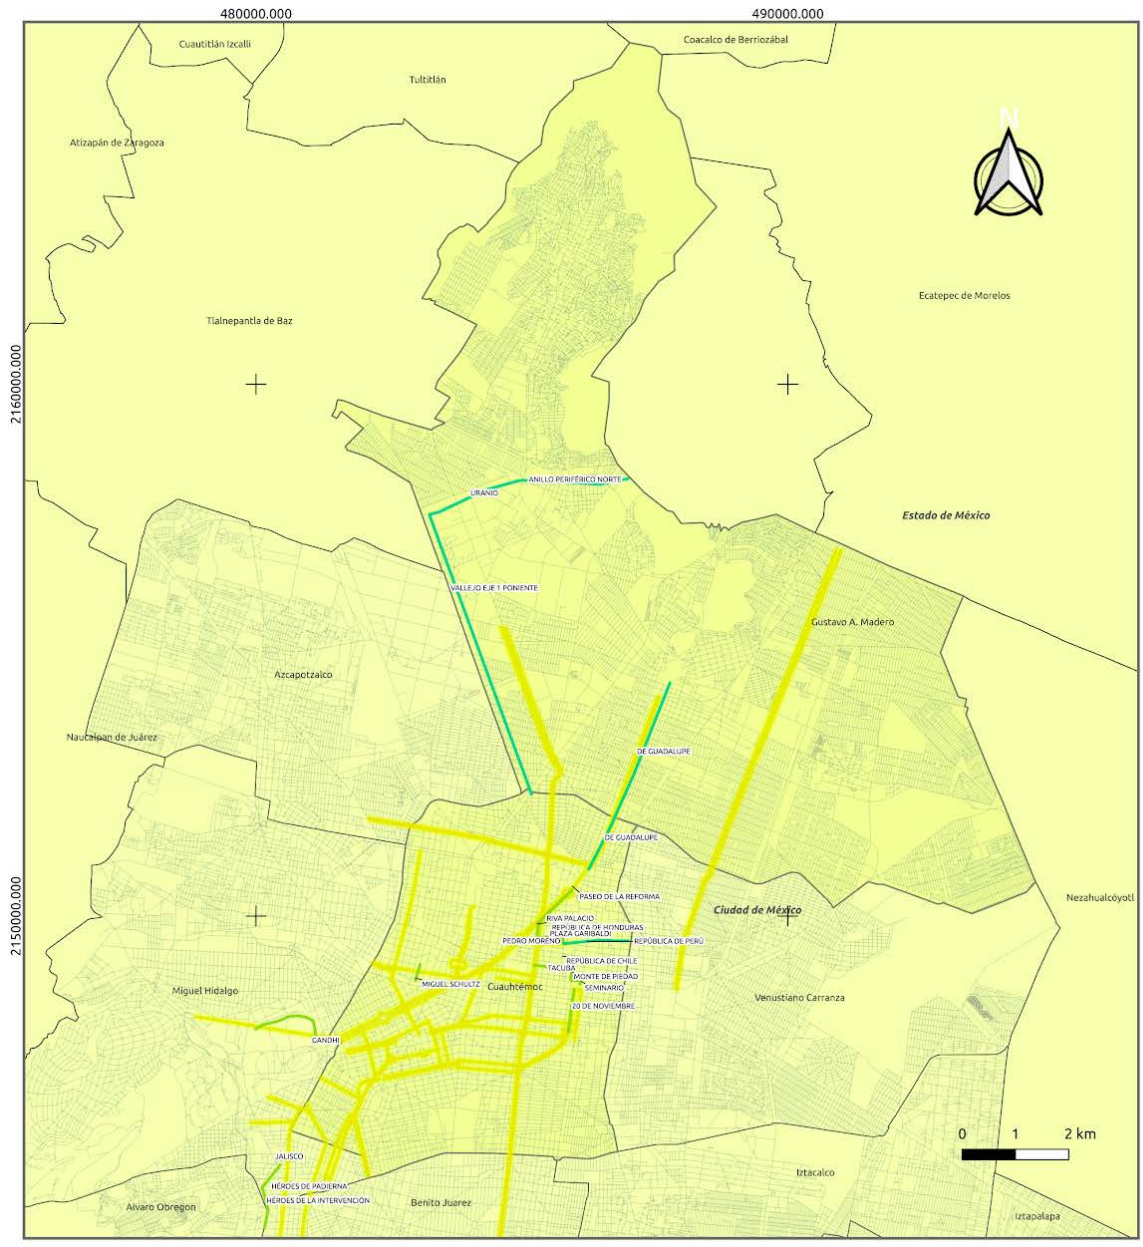 480000.000
490000.000
Cuautitlán Izcalli
Coacalco de Berriozábal
Tultitlán
N
Atizapán de Zaragoza
Ecatepec de Morelos
Tlalnepantla de Baz
2160000.000
ANILLO PERIFÉRICO NORTE
URANIO
Estado de México
VALLEJO EJE 1 PONIENTE
Gustavo A. Madero
Azcapotzalco
Naucalpan de Juárez
DE GUADALUPE
DE GUADALUPE
2150000.000
PASEO DE LA REFORMA
Nezahualcóyotl
Ciudad de México
RIVA PALACIO
REPÚBLICA DE HONDURAS
PLAZA GARIBALDI
PEDRO MORENO
REPÚBLICA DE PERÚ
REPÚBLICA DE CHILE
TACUBA
MONTE DE PIEDAD
MIGUEL SCHULTZ
Cuauhtémoc
SEMINARIO
Miguel Hidalgo
Venustiano Carranza
20 DE NOVIEMBRE
GANDHI
0 1 2 km
JALISCO
Iztacalco
HÉROES DE PADIERNA
HÉROES DE LA INTERVENCIÓN
Alvaro Obregon
Benito Juarez
Iztapalapa